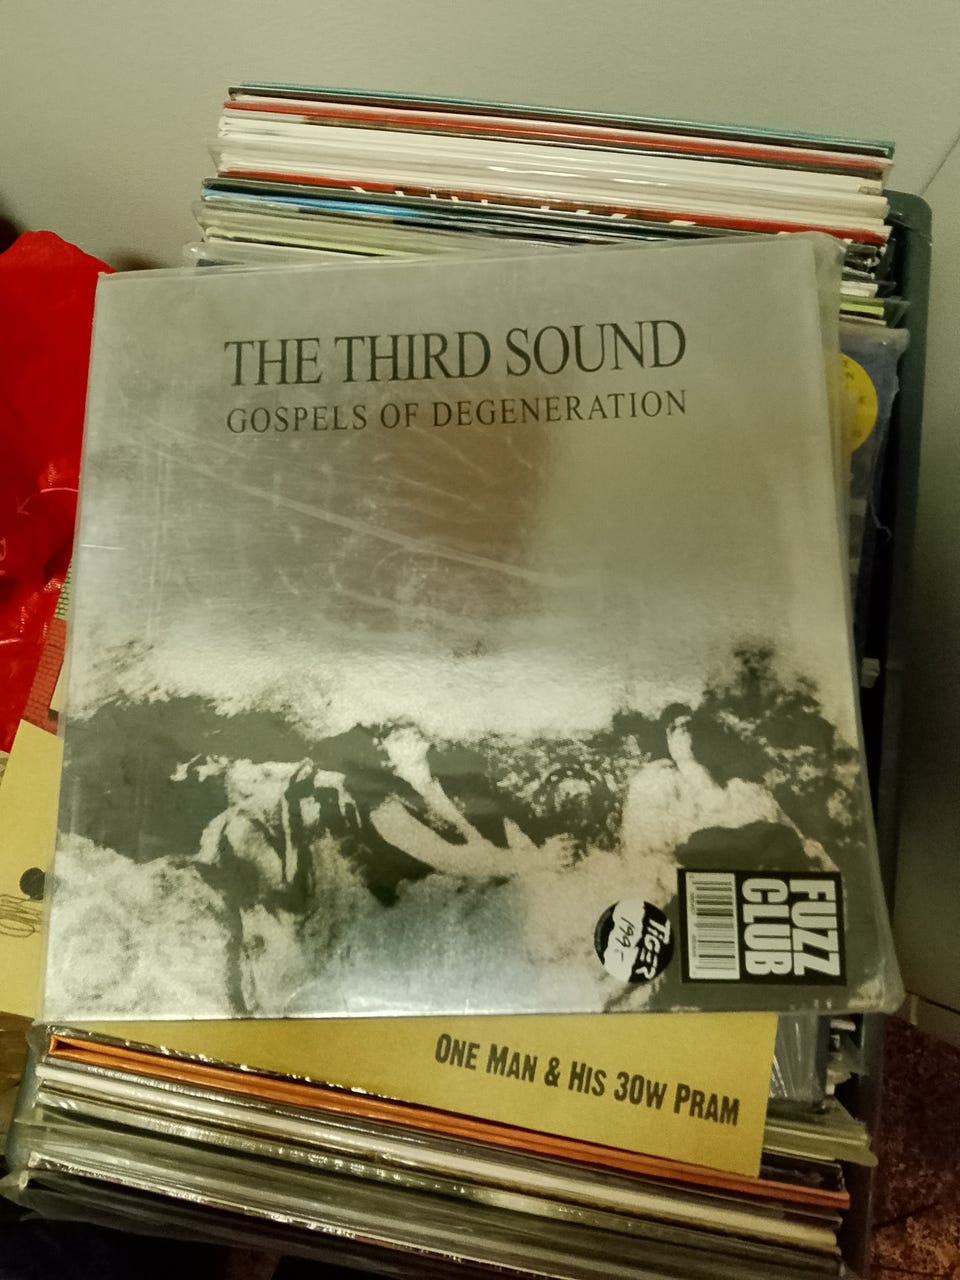 THE THIRD SOUND
GOSPELS OF DEGENERATION
FUZZ
CLUB
TIGER
ONE MAN & HIS 30W PRAM